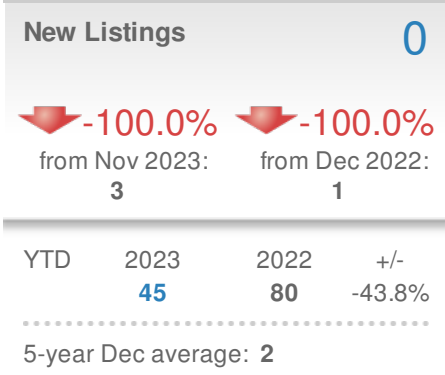 New Listings 0
-100.0% -100.0%
from Nov 2023: from Dec 2022:
3 1
YTD 2023 2022 +/-
45 80 -43.8%
5-year Dec average: 2